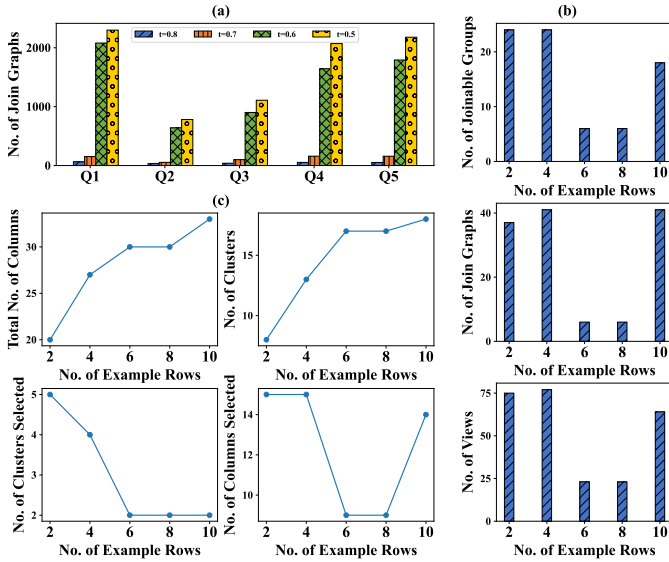 (a)
No. of Join Graphs
2000
1000
0
t=0.8 t=0.7 t=0.6 t=0.5
Q1 Q2 Q3 Q4 Q5
(b)
No. of Joinable Groups
20
10
0
2 4 6 8 10
No. of Example Rows
(c)
Total No. of Columns
30
25
20
2 4 6 8 10
No. of Example Rows
No. of Clusters
15
10
2 4 6 8 10
No. of Example Rows
No. of Join Graphs
40
20
0
2 4 6 8 10
No. of Example Rows
No. of Clusters Selected
5
4
3
2
2 4 6 8 10
No. of Example Rows
No. of Columns Selected
14
12
10
2 4 6 8 10
No. of Example Rows
No. of Views
75
50
25
0
2 4 6 8 10
No. of Example Rows